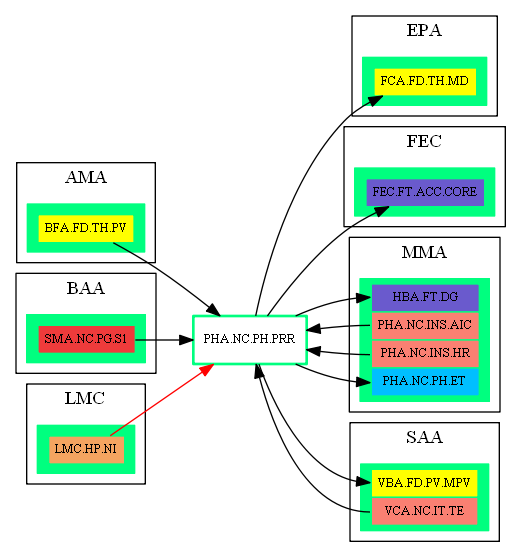 EPA
FCA.FD.TH.MD
FEC
FEC.FT.ACC.CORE
AMA
BFA.FD.TH.PV
MMA
HBA.FT.DG
PHA.NC.INS.AIC
PHA.NC.INS.HR
PHA.NC.PH.ET
BAA
SMA.NC.PG.S1
PHA.NC.PH.PRR
LMC
LMC.HP.NI
SAA
VBA.FD.PV.MPV
VCA.NC.IT.TE